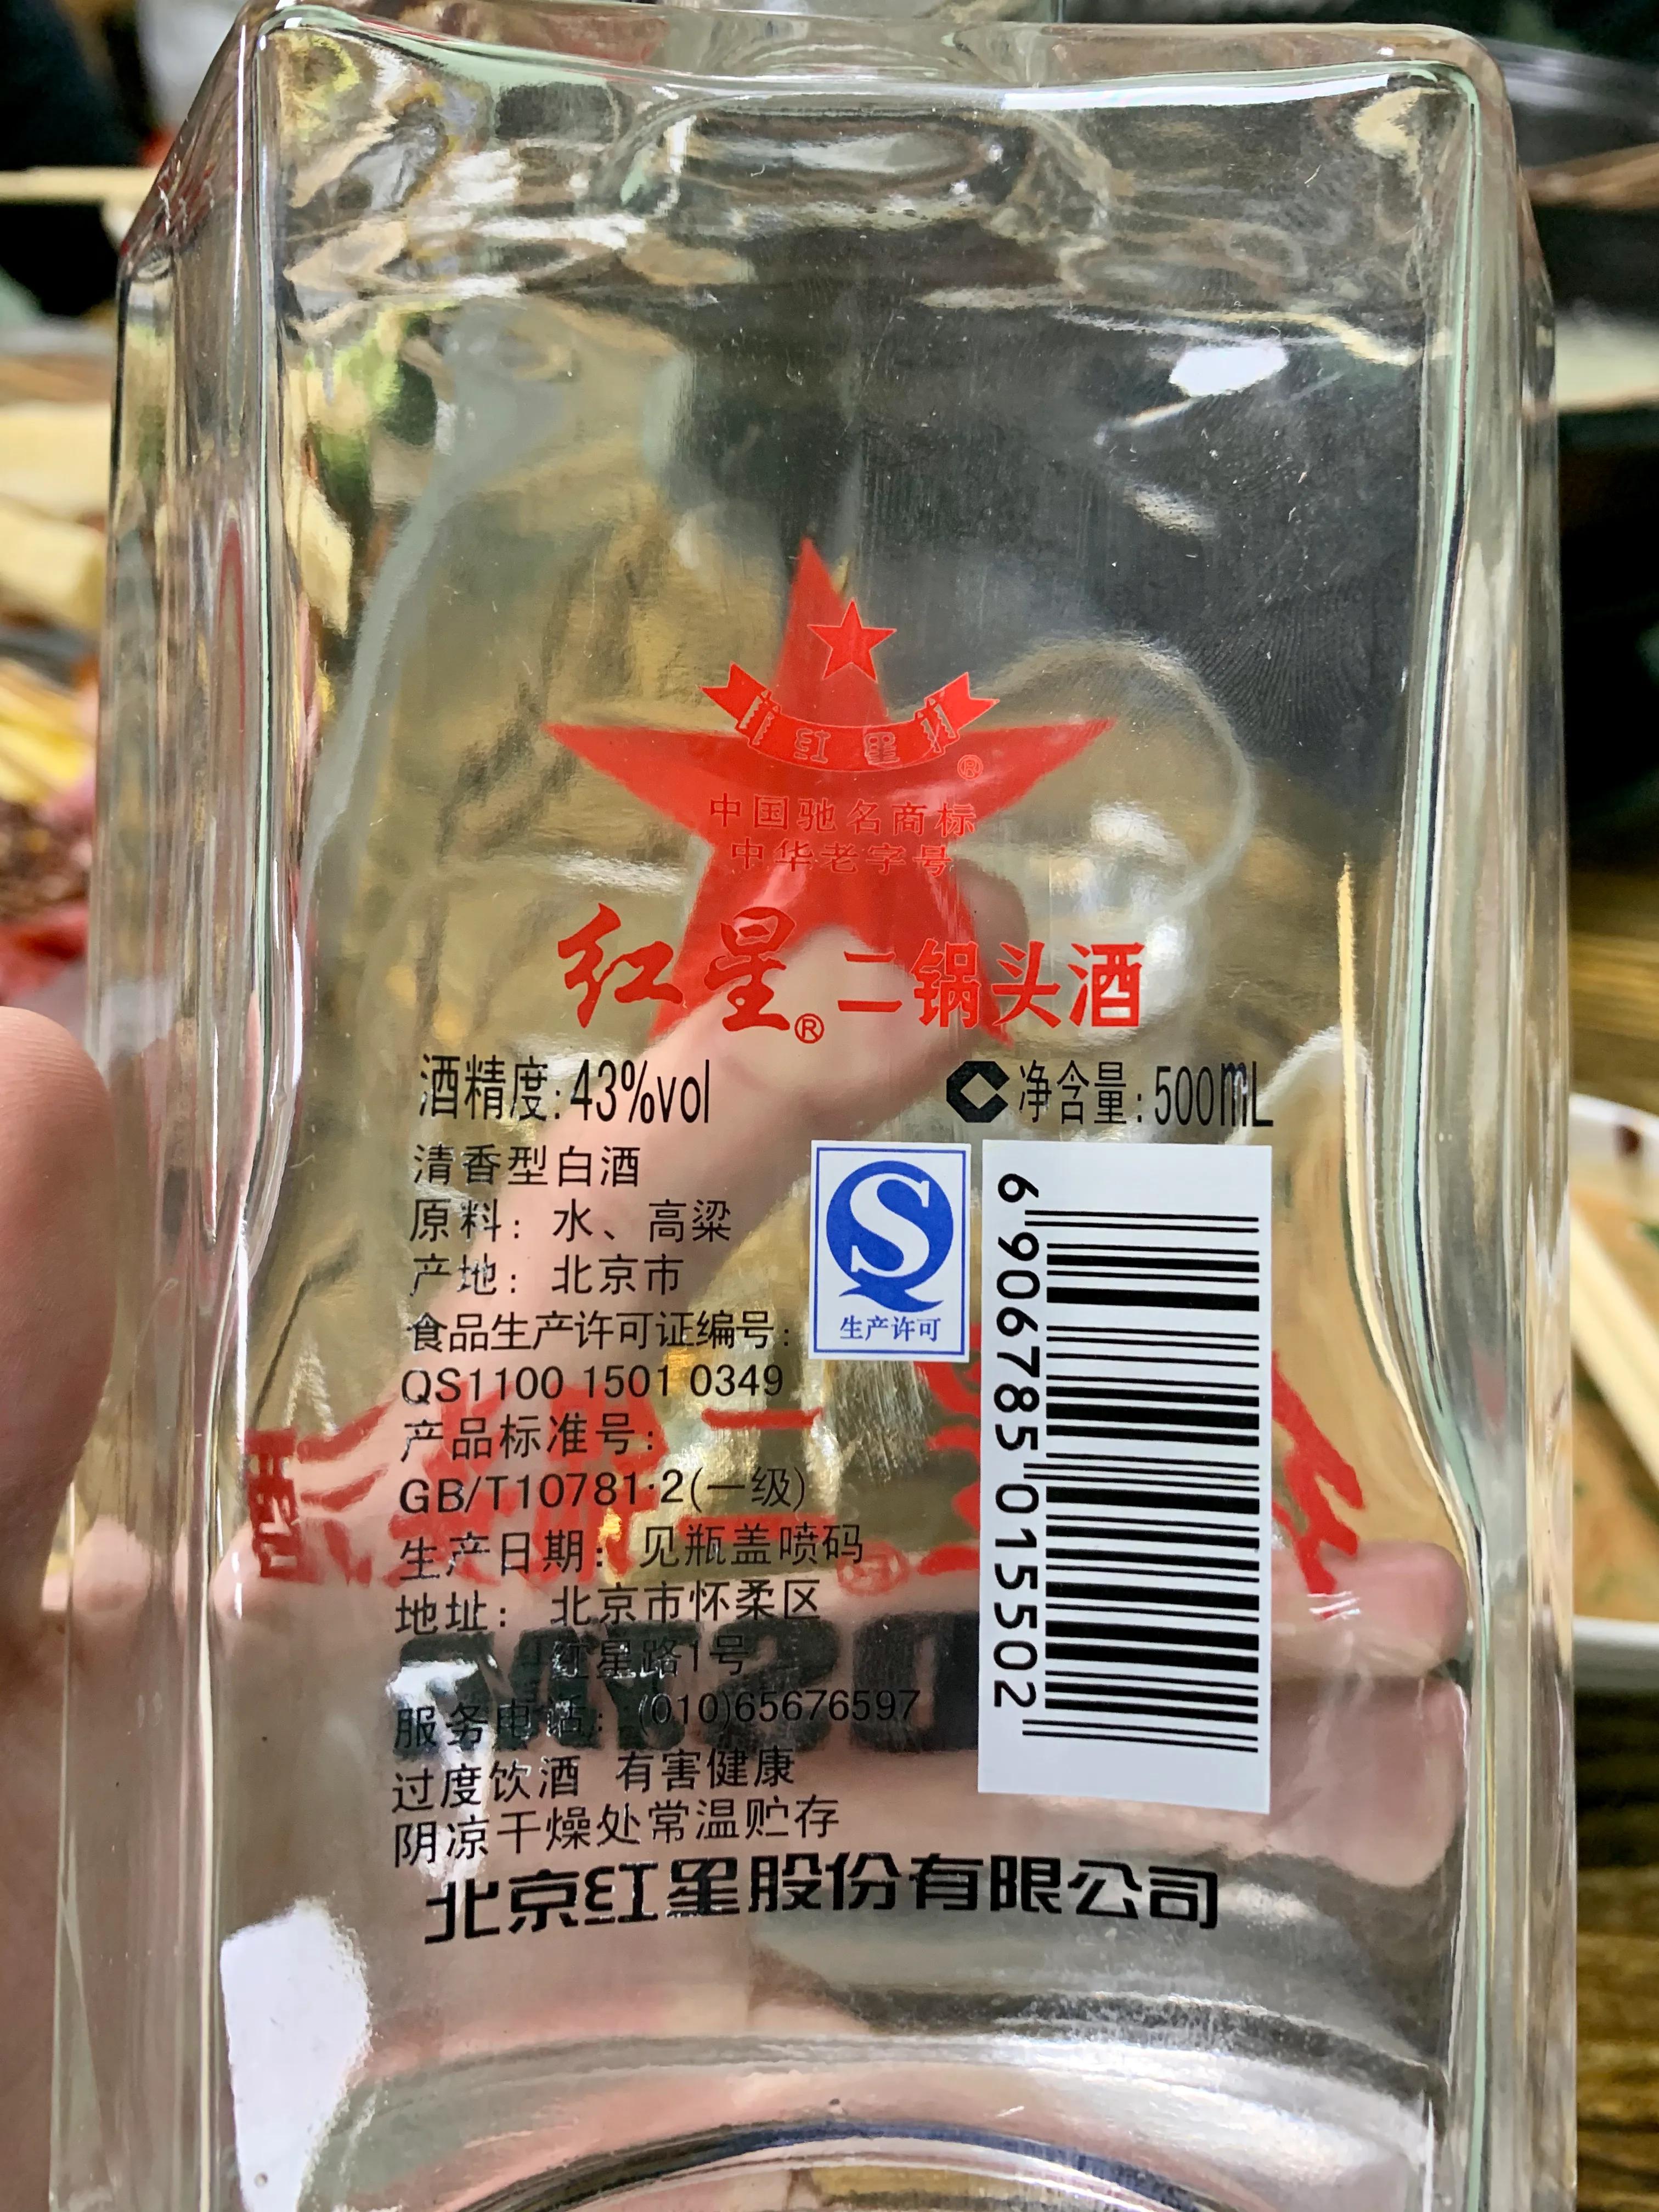 红星
®
中国驰名商标
中华老字号
红星® 二锅头酒
酒精度:43%vol
净含量:500mL
清香型白酒
原料: 水、高粱
产地: 北京市
食品生产许可证编号:
QS1100 1501 0349
生产许可
6 906785 015502
产品标准号:
GB/T10781·2(一级)
生产日期: 见瓶盖喷码
地址: 北京市怀柔区
红星路1号
服务电话: (010)65676597
过度饮酒 有害健康
阴凉干燥处常温贮存
北京红星股份有限公司